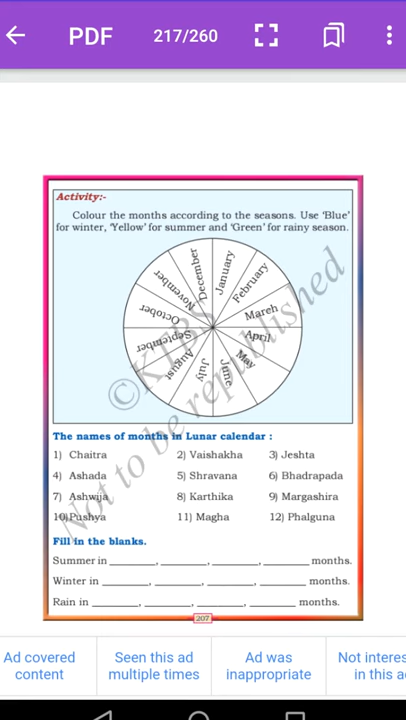 PDF 217/260
Activity:-
Colour the months according to the seasons. Use 'Blue'
for winter, 'Yellow' for summer and 'Green' for rainy season.
January
February
March
April
May
June
July
August
September
October
November
December
©KTBS
Not to be republished
The names of months in Lunar calendar :
1) Chaitra 2) Vaishakha 3) Jeshta
4) Ashada 5) Shravana 6) Bhadrapada
7) Ashwija 8) Karthika 9) Margashira
10)Pushya 11) Magha 12) Phalguna
Fill in the blanks.
Summer in ________, ________, ________, ________ months.
Winter in ________, ________, ________, ________ months.
Rain in ________, ________, ________, ________ months.
207
Ad covered content
Seen this ad multiple times
Ad was inappropriate
Not interes
in this a